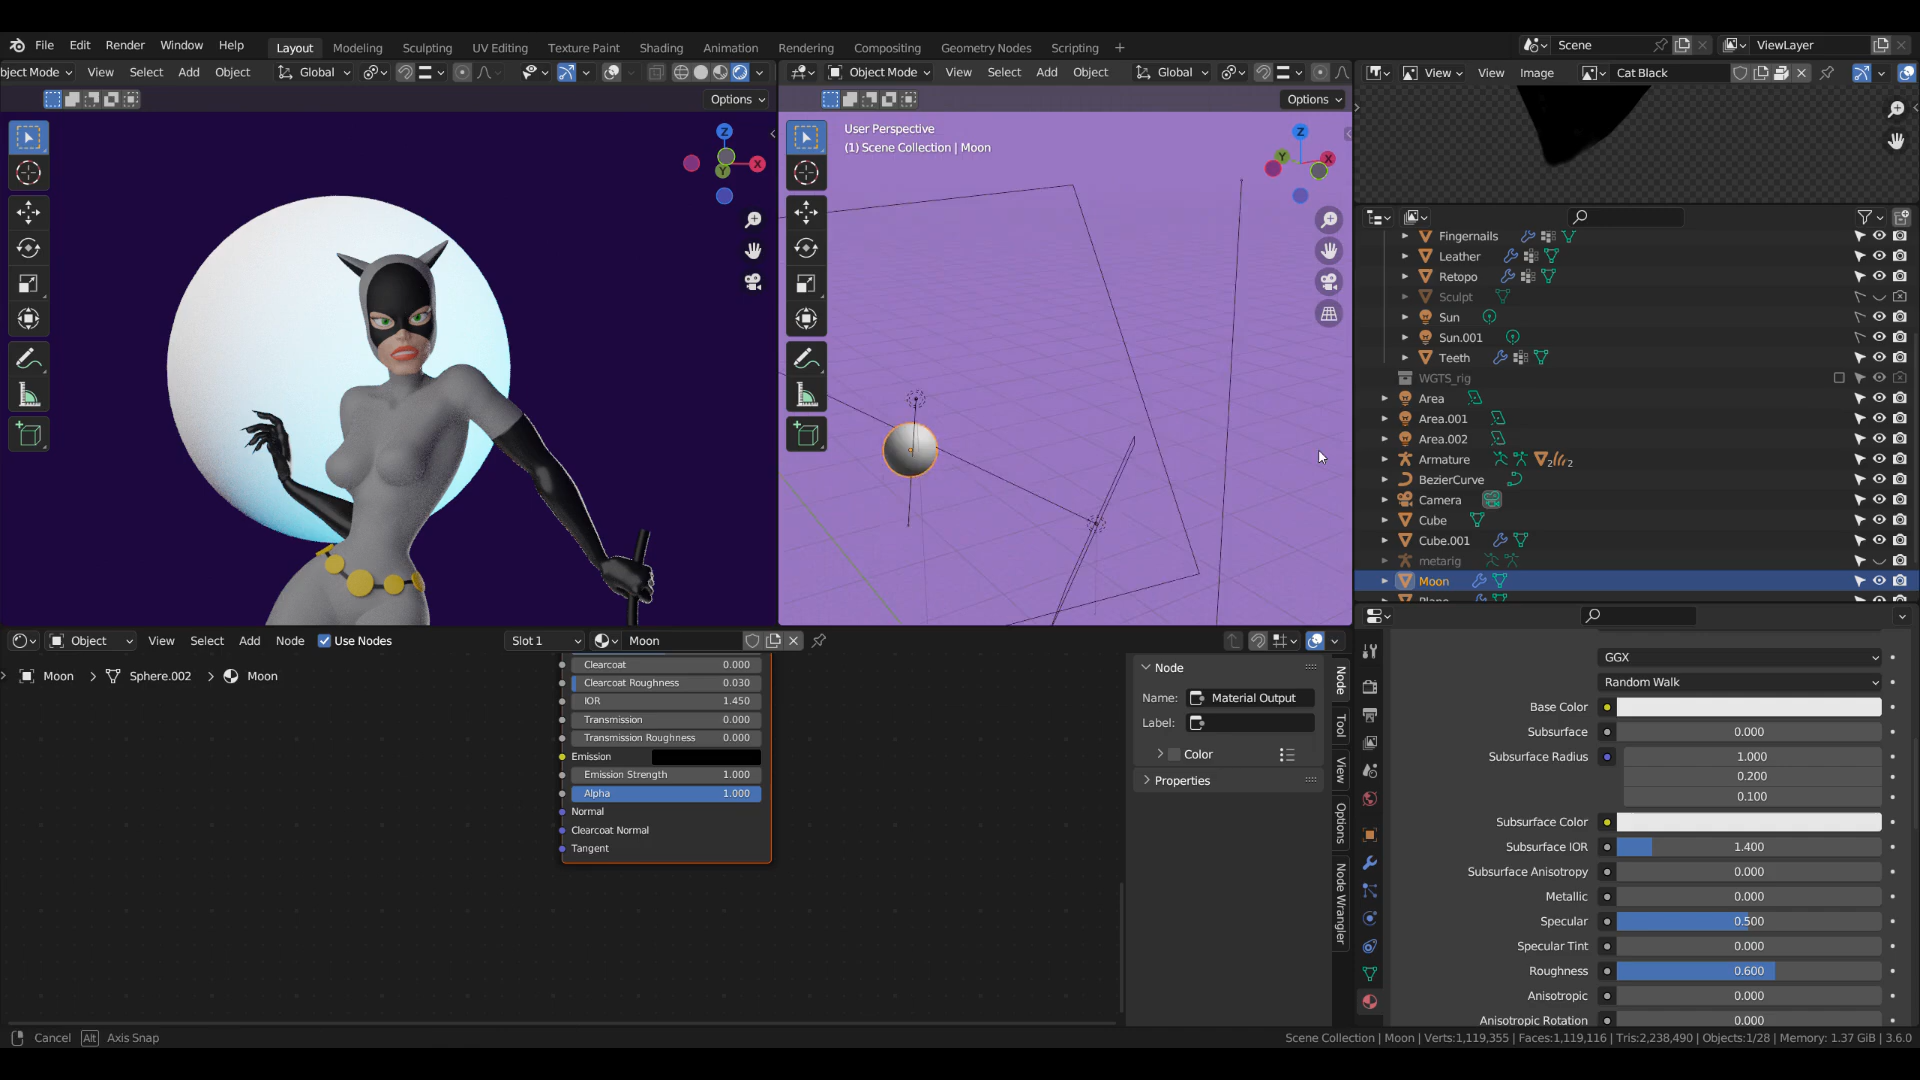 File Edit Render Window Help Layout Modeling Sculpting UV Editing Texture Paint Shading Animation Rendering Compositing Geometry Nodes Scripting + Scene ViewLayer
bject Mode View Select Add Object Global Object Mode View Select Add Object Global View View Image Cat Black
Options Options
User Perspective
(1) Scene Collection | Moon
Z
Y
X
Z
Y
X
Fingernails
Leather
Retopo
Sculpt
Sun
Sun.001
Teeth
WGTS_rig
Area
Area.001
Area.002
Armature 2 2
BezierCurve
Camera
Cube
Cube.001
metarig
Moon
Object View Select Add Node Use Nodes Slot 1 Moon
Moon > Sphere.002 > Moon
Clearcoat 0.000
Clearcoat Roughness 0.030
IOR 1.450
Transmission 0.000
Transmission Roughness 0.000
Emission
Emission Strength 1.000
Alpha 1.000
Normal
Clearcoat Normal
Tangent
Node
Name: Material Output
Label:
Color
Properties
Node
Tool
View
Options
Node Wrangler
GGX
Random Walk
Base Color
Subsurface 0.000
Subsurface Radius 1.000
0.200
0.100
Subsurface Color
Subsurface IOR 1.400
Subsurface Anisotropy 0.000
Metallic 0.000
Specular 0.500
Specular Tint 0.000
Roughness 0.600
Anisotropic 0.000
Anisotropic Rotation 0.000
Cancel Alt Axis Snap
Scene Collection | Moon | Verts:1,119,355 | Faces:1,119,116 | Tris:2,238,490 | Objects:1/28 | Memory: 1.37 GiB | 3.6.0